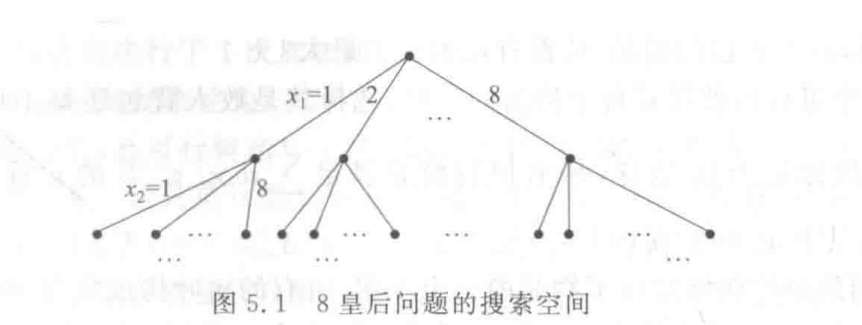 x₁=1 2 8
…
x₂=1 8
… … … …
… … …
图 5.1 8 皇后问题的搜索空间